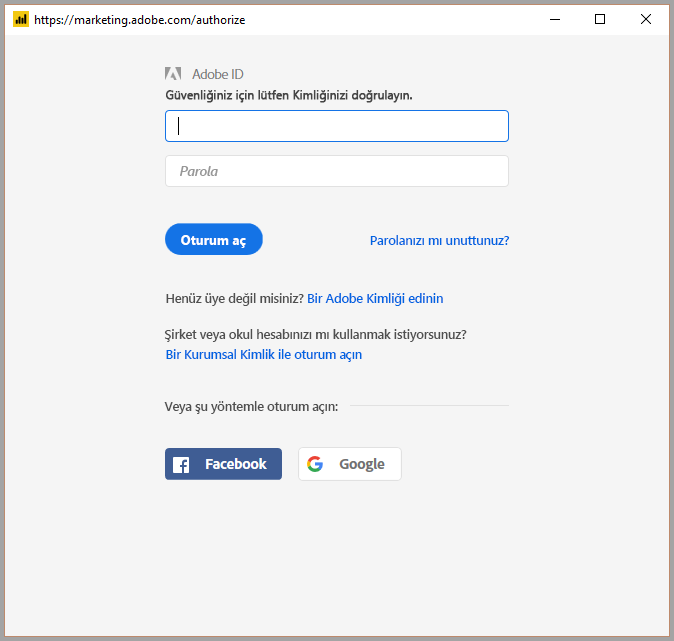 https://marketing.adobe.com/authorize
Adobe ID
Güvenliğiniz için lütfen Kimliğinizi doğrulayın.
Parola
Oturum aç
Parolanızı mı unuttunuz?
Henüz üye değil misiniz? Bir Adobe Kimliği edinin
Şirket veya okul hesabınızı mı kullanmak istiyorsunuz?
Bir Kurumsal Kimlik ile oturum açın
Veya şu yöntemle oturum açın:
Facebook
Google